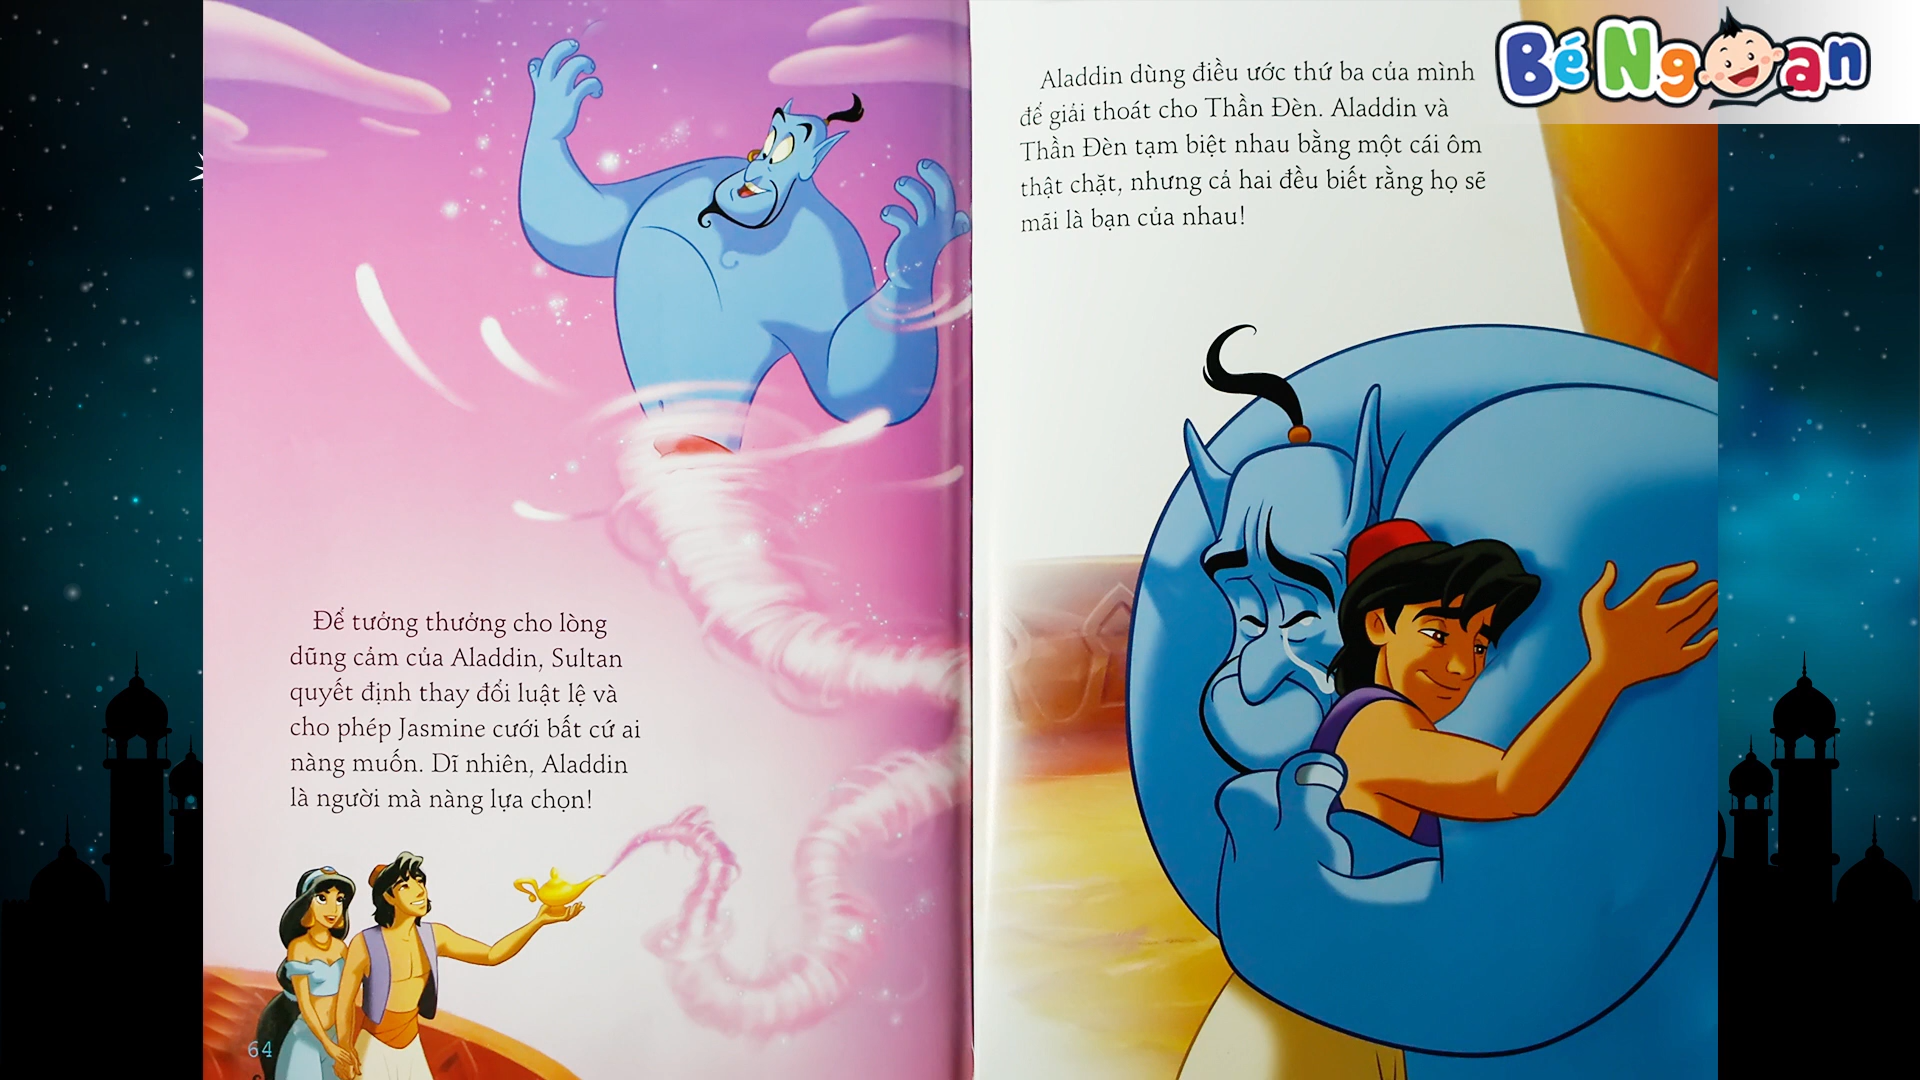 Bé Ngoan
Để tưởng thưởng cho lòng
dũng cảm của Aladdin, Sultan
quyết định thay đổi luật lệ và
cho phép Jasmine cưới bất cứ ai
nàng muốn. Dĩ nhiên, Aladdin
là người mà nàng lựa chọn!
64
Aladdin dùng điều ước thứ ba của mình
để giải thoát cho Thần Đèn. Aladdin và
Thần Đèn tạm biệt nhau bằng một cái ôm
thật chặt, nhưng cả hai đều biết rằng họ sẽ
mãi là bạn của nhau!